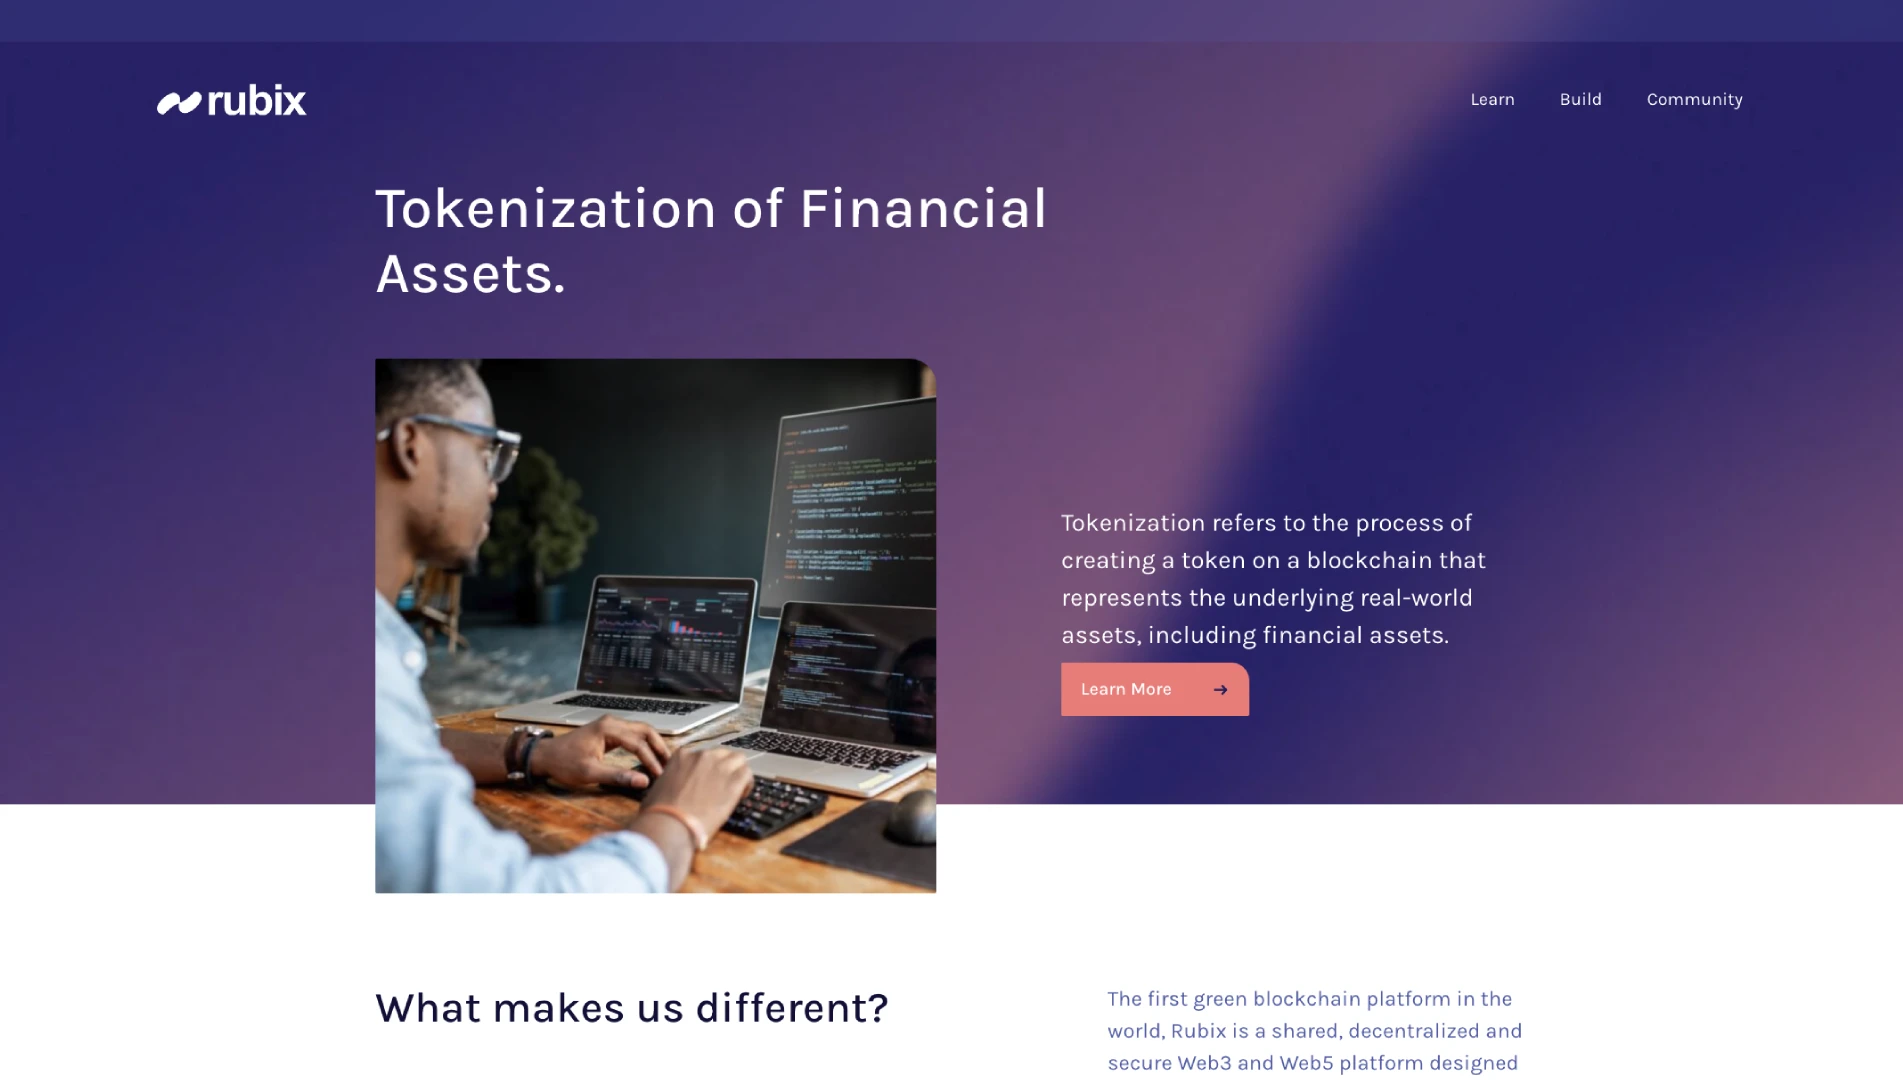 rubix
Learn Build Community
Tokenization of Financial
Assets.
Tokenization refers to the process of
creating a token on a blockchain that
represents the underlying real-world
assets, including financial assets.
Learn More
What makes us different?
The first green blockchain platform in the
world, Rubix is a shared, decentralized and
secure Web3 and Web5 platform designed